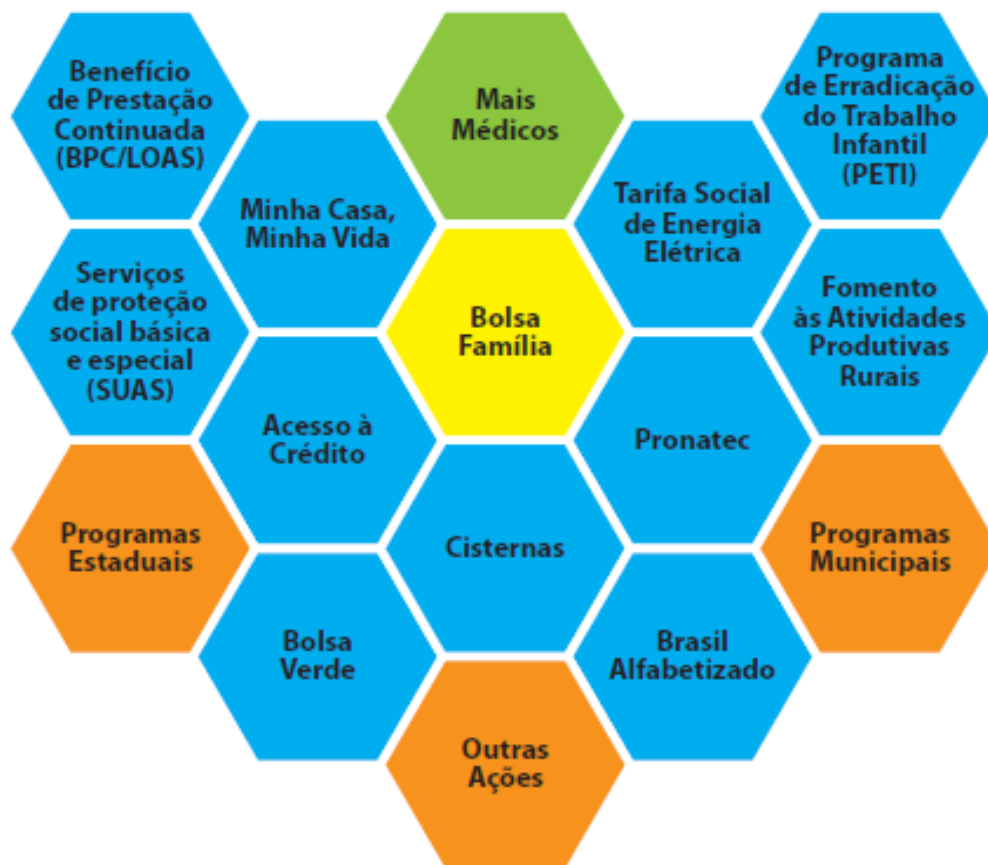 Benefício
de Prestação
Continuada
(BPC/LOAS)
Mais
Médicos
Programa
de Erradicação
do Trabalho
Infantil
(PETI)
Minha Casa,
Minha Vida
Tarifa Social
de Energia
Elétrica
Serviços
de proteção
social básica
e especial
(SUAS)
Bolsa
Família
Fomento
às Atividades
Produtivas
Rurais
Acesso à
Crédito
Pronatec
Programas
Estaduais
Cisternas
Programas
Municipais
Bolsa
Verde
Brasil
Alfabetizado
Outras
Ações